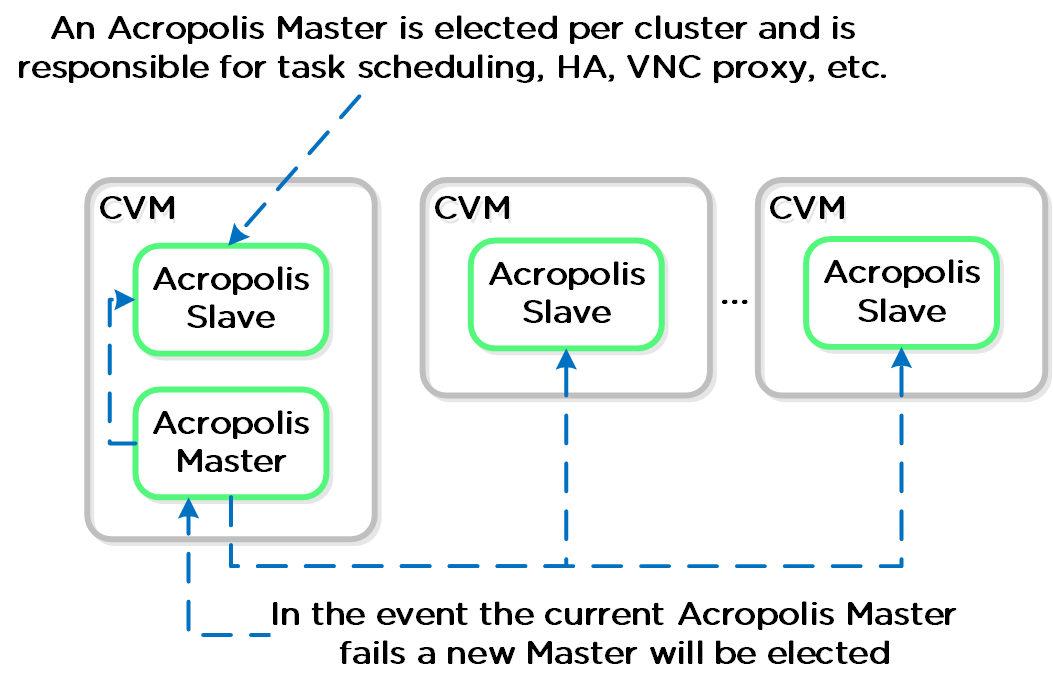 An Acropolis Master is elected per cluster and is
responsible for task scheduling, HA, VNC proxy, etc.
CVM
Acropolis
Slave
Acropolis
Master
CVM
Acropolis
Slave
...
CVM
Acropolis
Slave
In the event the current Acropolis Master
fails a new Master will be elected